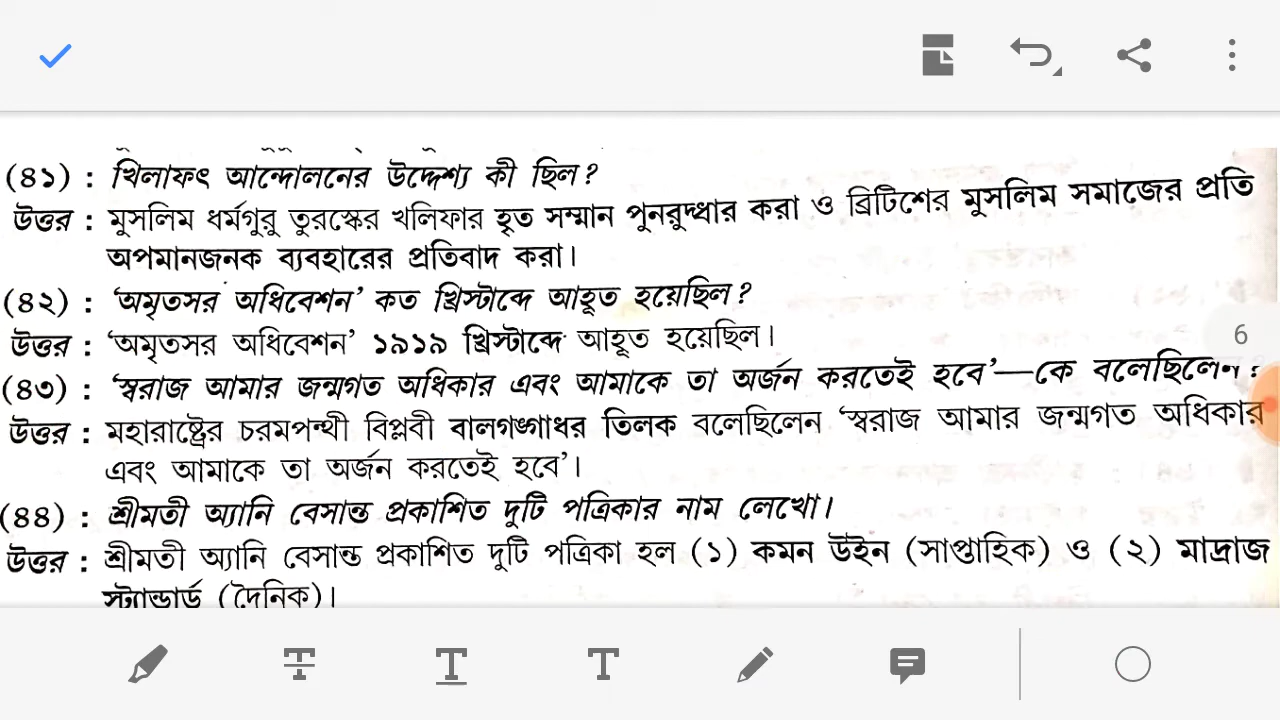 (৪১) : খিলাফৎ আন্দোলনের উদ্দেশ্য কী ছিল?
উত্তর : মুসলিম ধর্মগুরু তুরস্কের খলিফার হৃত সম্মান পুনরুদ্ধার করা ও ব্রিটিশের মুসলিম সমাজের প্রতি
অপমানজনক ব্যবহারের প্রতিবাদ করা।
(৪২) : ‘অমৃতসর অধিবেশন’ কত খ্রিস্টাব্দে আহূত হয়েছিল?
উত্তর : ‘অমৃতসর অধিবেশন’ ১৯১৯ খ্রিস্টাব্দে আহূত হয়েছিল।
6
(৪৩) : ‘স্বরাজ আমার জন্মগত অধিকার এবং আমাকে তা অর্জন করতেই হবে’—কে বলেছিলেন?
উত্তর : মহারাষ্ট্রের চরমপন্থী বিপ্লবী বালগঙ্গাধর তিলক বলেছিলেন ‘স্বরাজ আমার জন্মগত অধিকার
এবং আমাকে তা অর্জন করতেই হবে’।
(৪৪) : শ্রীমতী অ্যানি বেসান্ত প্রকাশিত দুটি পত্রিকার নাম লেখো।
উত্তর : শ্রীমতী অ্যানি বেসান্ত প্রকাশিত দুটি পত্রিকা হল (১) কমন উইন (সাপ্তাহিক) ও (২) মাদ্রাজ
স্ট্যান্ডার্ড (দৈনিক)।